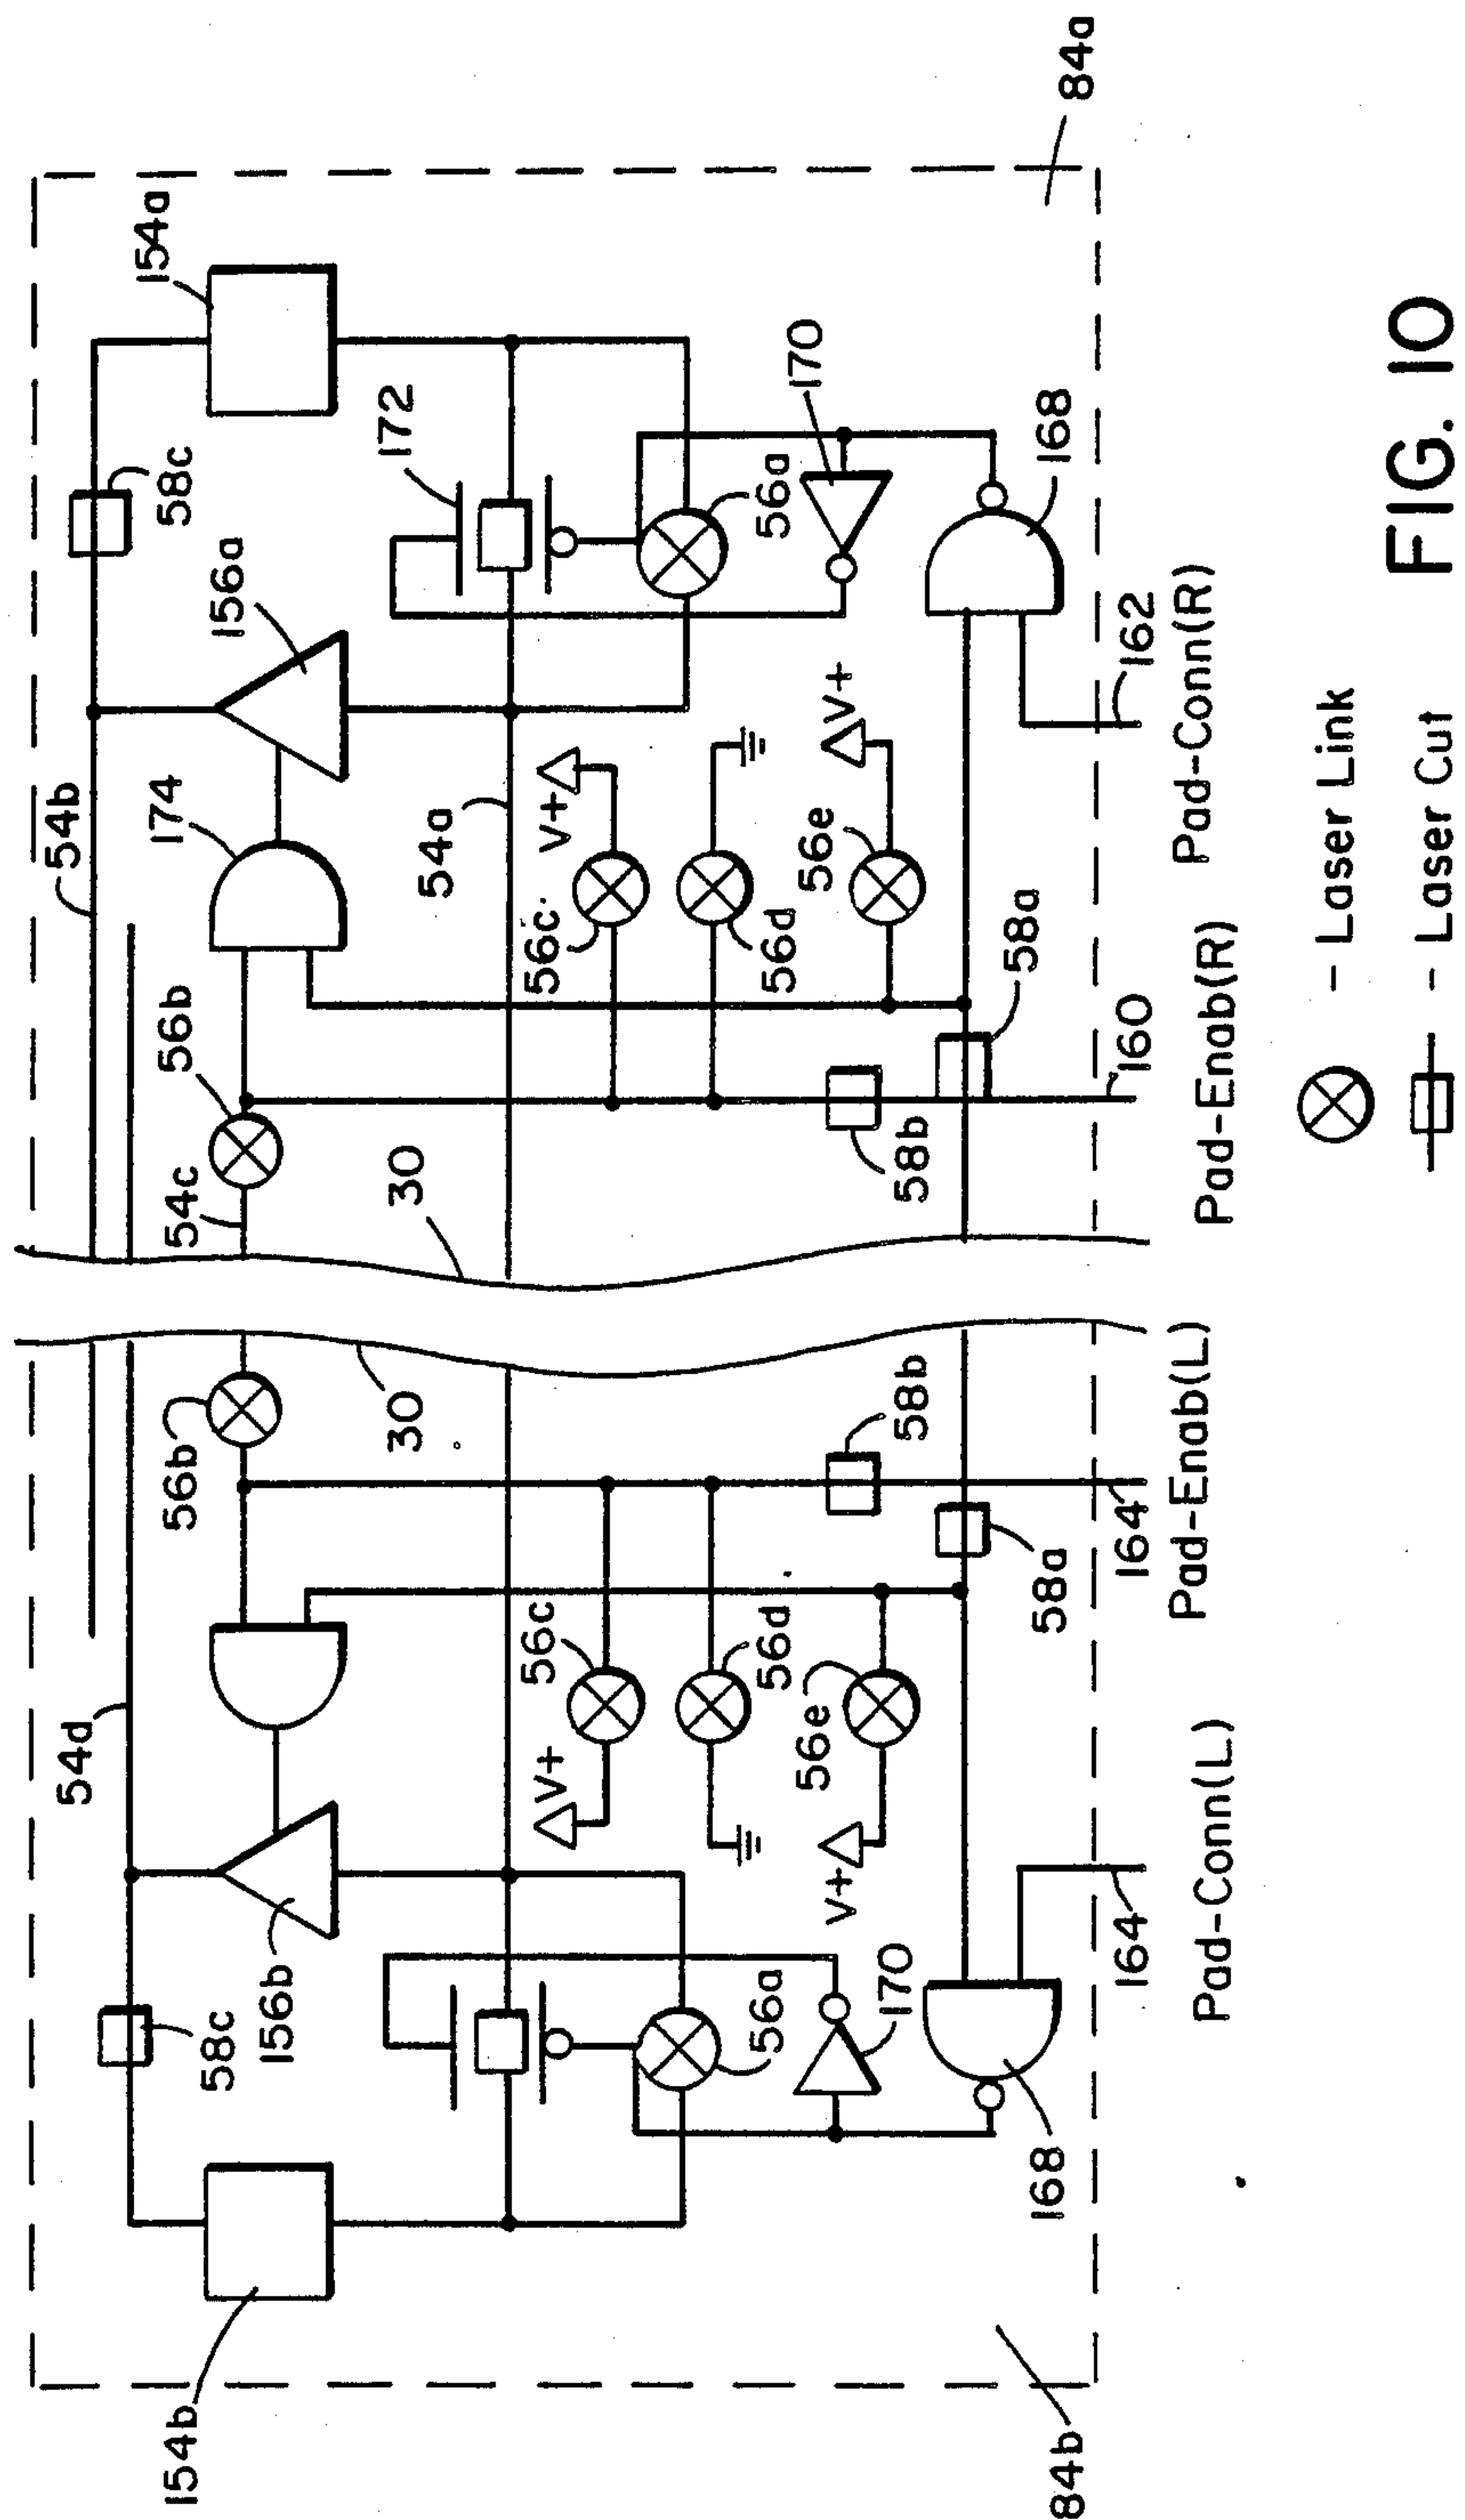 154b
84b
58c
156b
54d
56a
170
168
164
Pad-Conn(L)
V+
V+
56c
56d
56e
56b
30
58b
58a
164
Pad-Enab(L)
54c
56b
30
54b
174
156a
58c
154a
172
54a
V+
56c
56d
56e
V+
56a
170
168
58b
58a
160
162
Pad-Enab(R)
Pad-Conn(R)
84a
- Laser Link
- Laser Cut
FIG. 10